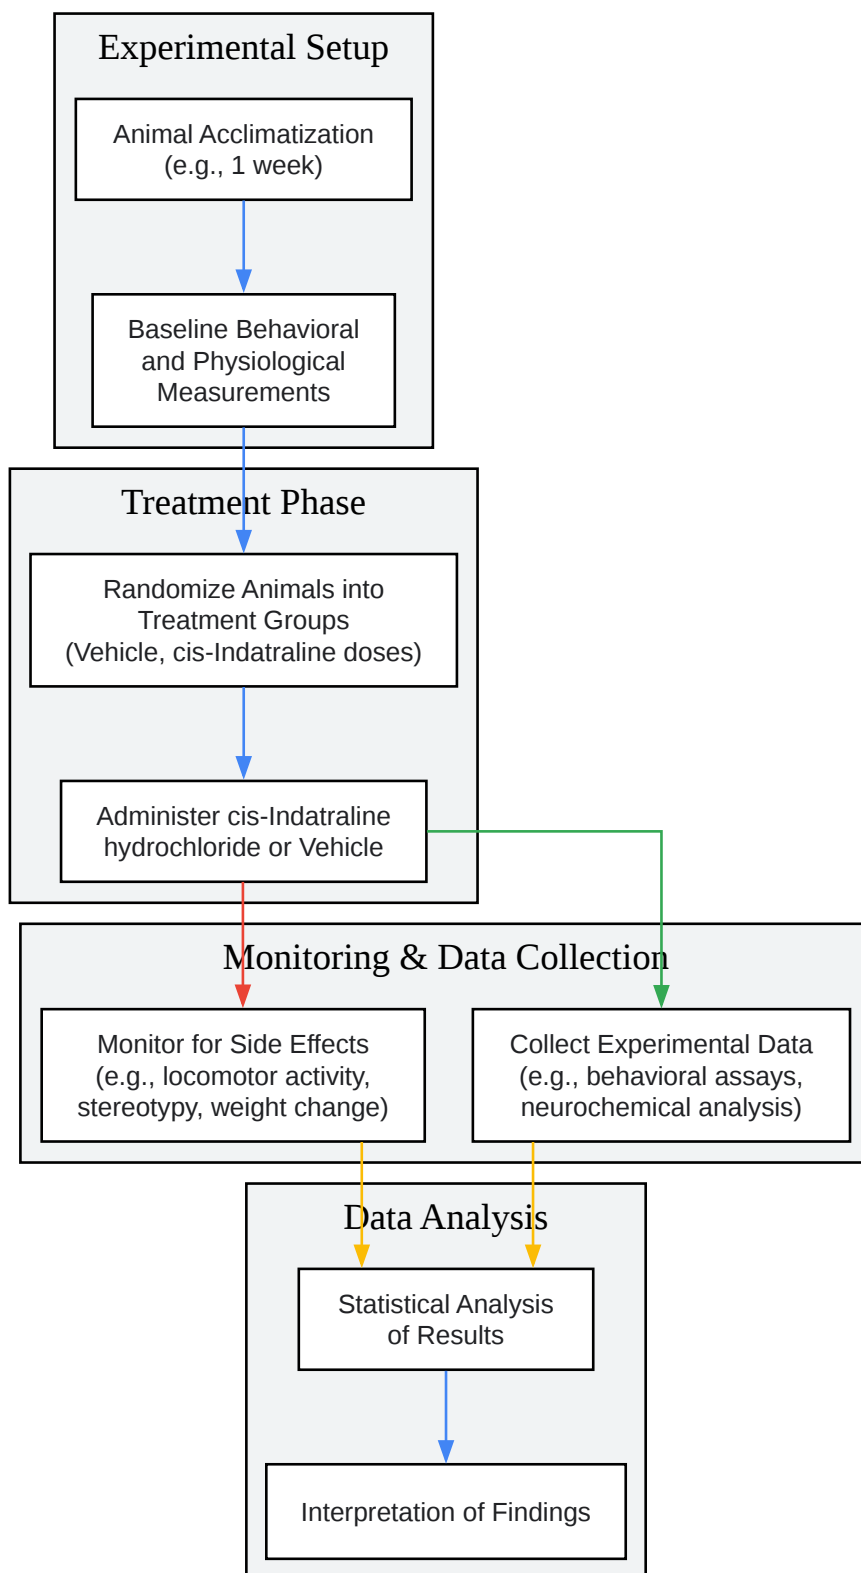 Experimental Setup
Animal Acclimatization
(e.g., 1 week)
Baseline Behavioral
and Physiological
Measurements
Treatment Phase
Randomize Animals into
Treatment Groups
(Vehicle, cis-Indatraline doses)
Administer cis-Indatraline
hydrochloride or Vehicle
Monitoring & Data Collection
Monitor for Side Effects
(e.g., locomotor activity,
stereotypy, weight change)
Collect Experimental Data
(e.g., behavioral assays,
neurochemical analysis)
Data Analysis
Statistical Analysis
of Results
Interpretation of Findings